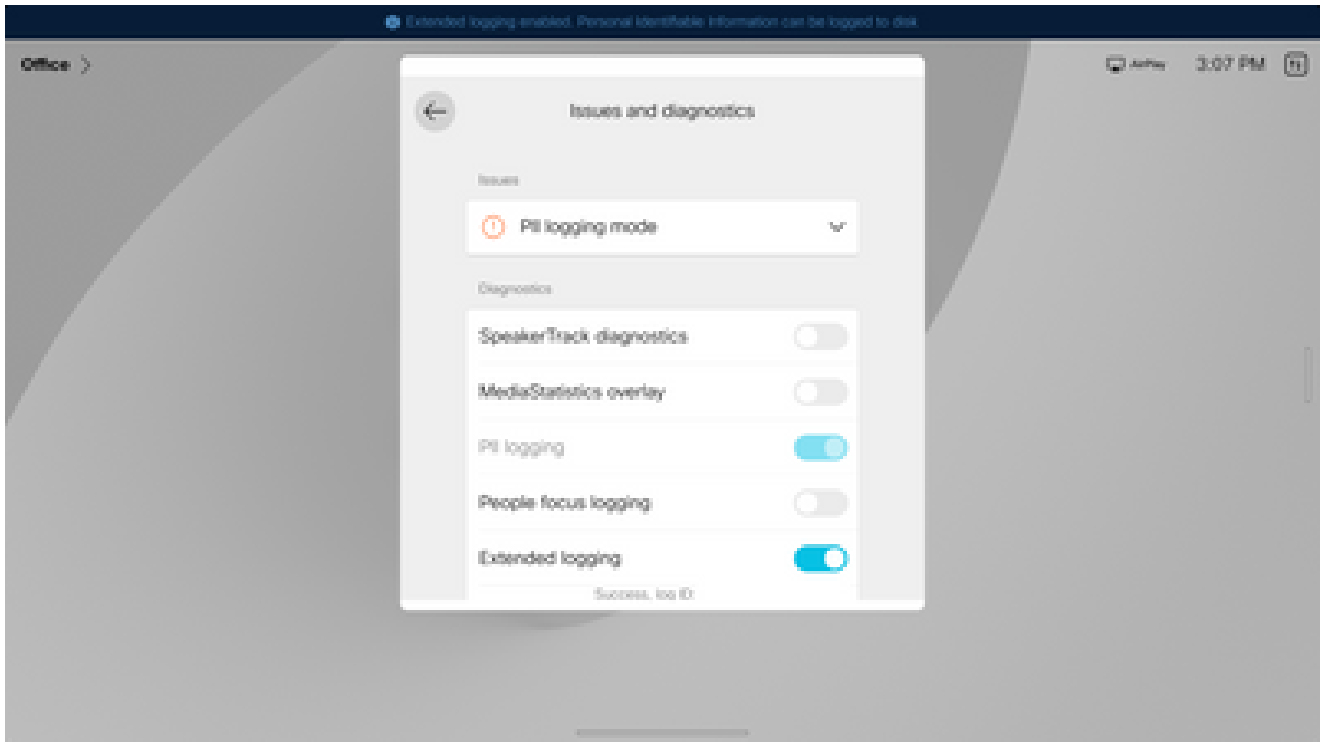 Extended logging enabled. Personal Identifiable Information can be logged to disk
Office
AirPlay
3:07 PM
Issues and diagnostics
Issues
PII logging mode
Diagnostics
SpeakerTrack diagnostics
MediaStatistics overlay
PII logging
People focus logging
Extended logging
Success, log ID: